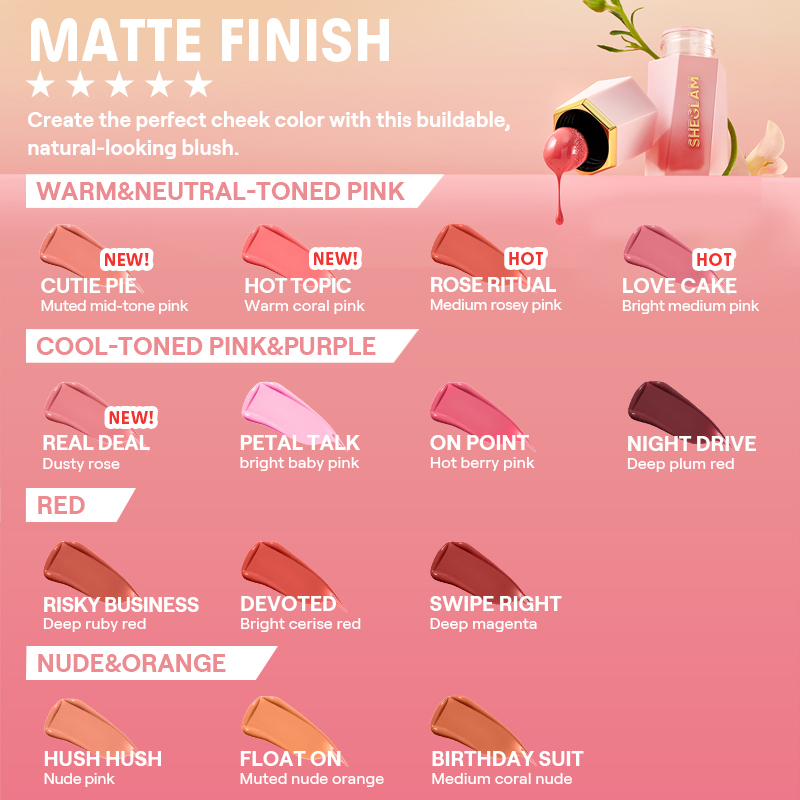 MATTE FINISH
Create the perfect cheek color with this buildable,
natural-looking blush.
SHEGLAM
WARM&NEUTRAL-TONED PINK
NEW!
CUTIE PIE
Muted mid-tone pink
NEW!
HOT TOPIC
Warm coral pink
HOT
ROSE RITUAL
Medium rosey pink
HOT
LOVE CAKE
Bright medium pink
COOL-TONED PINK&PURPLE
NEW!
REAL DEAL
Dusty rose
PETAL TALK
bright baby pink
ON POINT
Hot berry pink
NIGHT DRIVE
Deep plum red
RED
RISKY BUSINESS
Deep ruby red
DEVOTED
Bright cerise red
SWIPE RIGHT
Deep magenta
NUDE&ORANGE
HUSH HUSH
Nude pink
FLOAT ON
Muted nude orange
BIRTHDAY SUIT
Medium coral nude